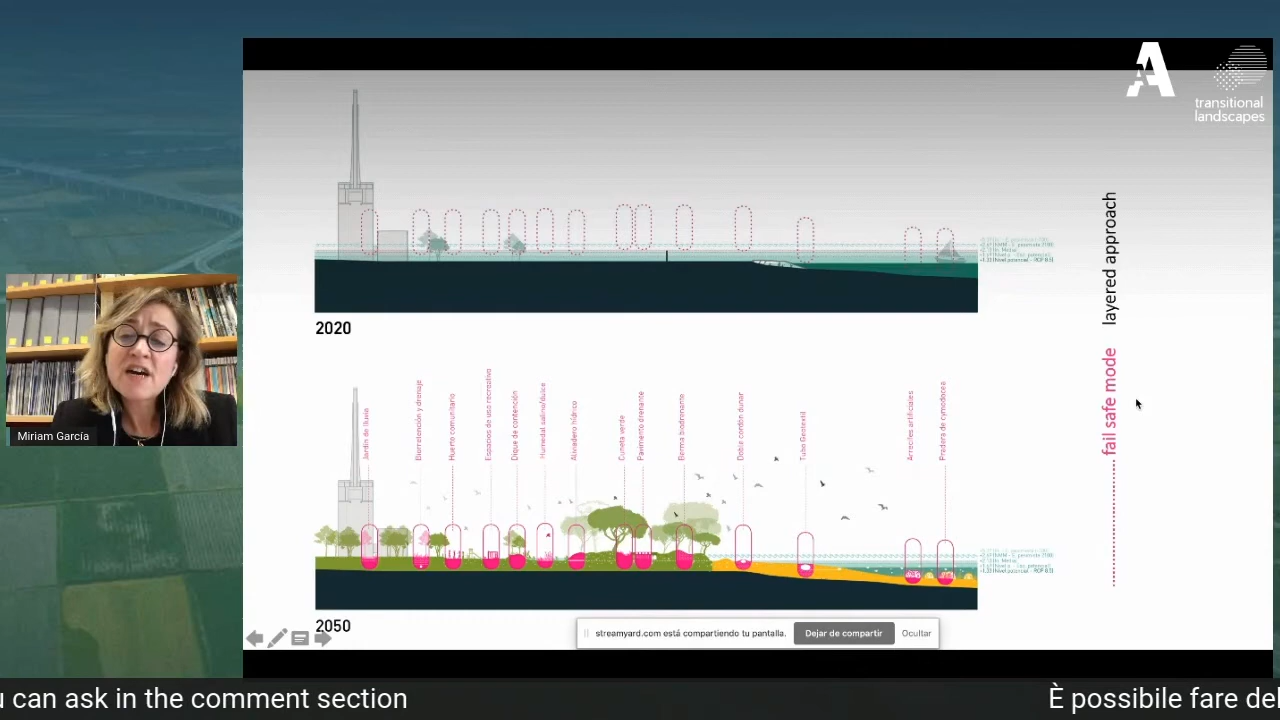 A
transitional
landscapes
layered approach
fail safe mode
2020
Jardín de lluvia
Biorretención y drenaje
Huerto comunitario
Espacios de uso recreativo
Dique de contención
Humedal salino/dulce
Aliviadero hídrico
Cuneta verde
Pavimento drenante
Berma biodrenante
Doble cordón dunar
Tubo Geotextil
Arrecifes artificiales
Pradera de cymodocea
2050
Miriam García
streamyard.com está compartiendo tu pantalla.
Dejar de compartir
Ocultar
u can ask in the comment section
È possibile fare del